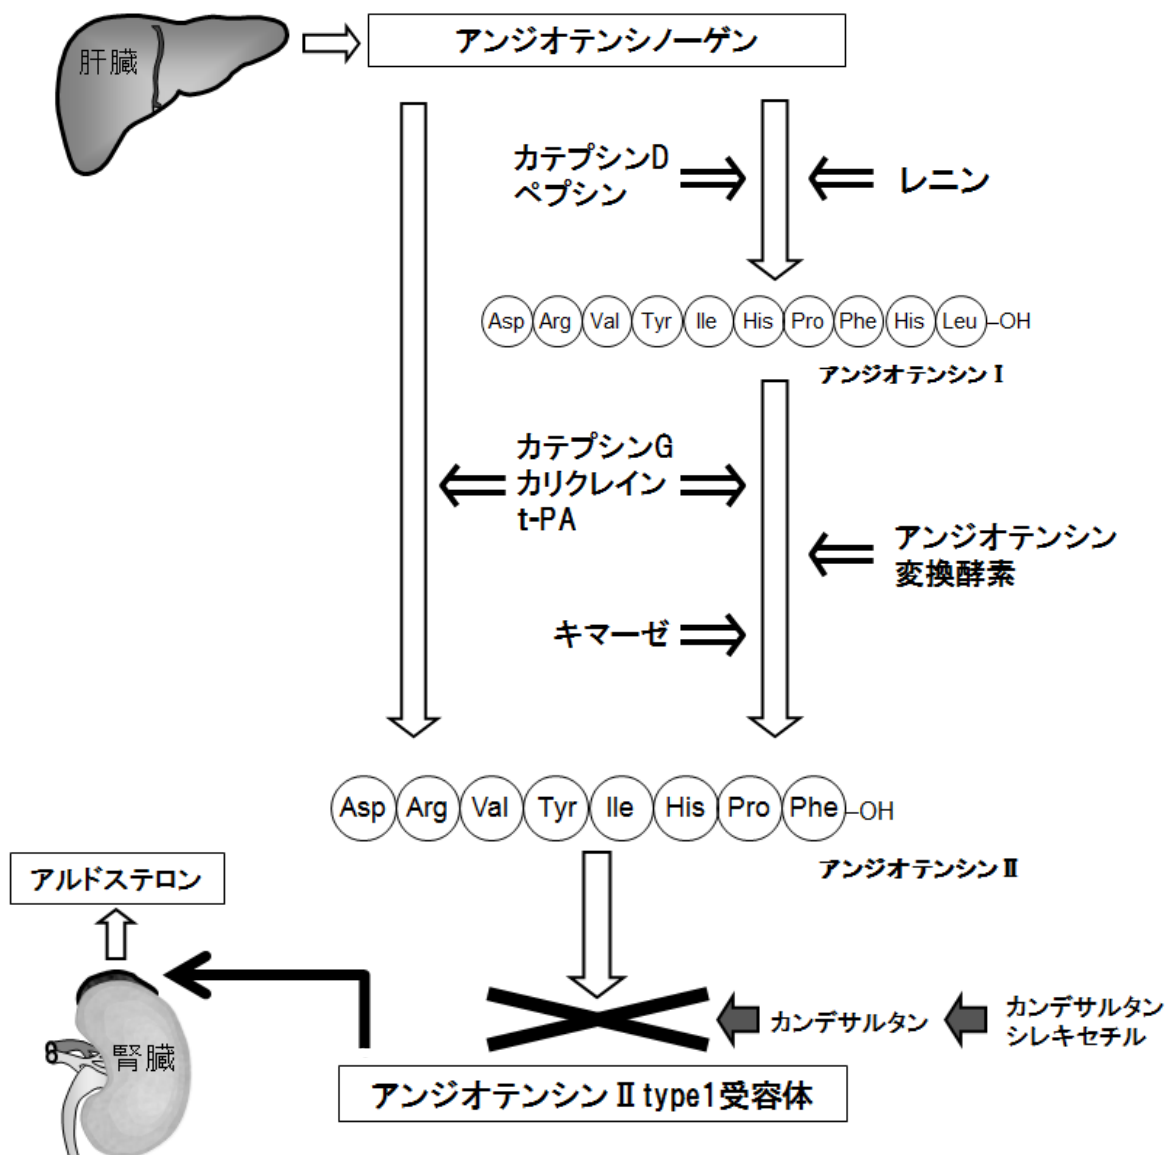 肝臓
アンジオテンシノーゲン
カテプシンD
ペプシン
レニン
Asp Arg Val Tyr Ile His Pro Phe His Leu –OH
アンジオテンシンⅠ
カテプシンG
カリクレイン
t-PA
アンジオテンシン
変換酵素
キマーゼ
Asp Arg Val Tyr Ile His Pro Phe –OH
アンジオテンシンⅡ
アルドステロン
腎臓
カンデサルタン
カンデサルタン
シレキセチル
アンジオテンシンⅡ type1受容体